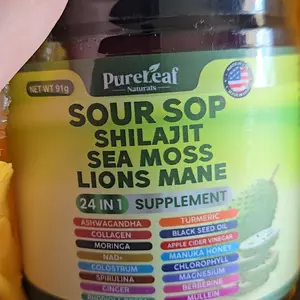 PureLeaf
Naturals
NET WT 91g
SOUR SOP
SHILAJIT
SEA MOSS
LIONS MANE
24 IN 1 SUPPLEMENT
ASHWAGANDHA TURMERIC
COLLAGEN BLACK SEED OIL
MORINGA APPLE CIDER VINEGAR
NAD+ MANUKA HONEY
COLOSTRUM CHLOROPHYLL
SPIRULINA MAGNESIUM
GINGER BERBERINE
MULLEIN